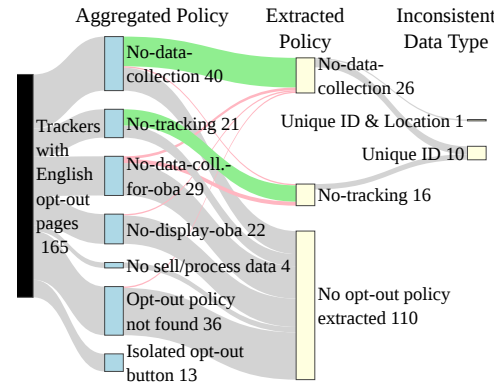 Aggregated Policy
Extracted
Policy
Inconsistent
Data Type
Trackers
with
English
opt-out
pages
165
No-data-
collection 40
No-tracking 21
No-data-coll.-
for-oba 29
No-display-oba 22
No sell/process data 4
Opt-out policy
not found 36
Isolated opt-out
button 13
No-data-
collection 26
No-tracking 16
No opt-out policy
extracted 110
Unique ID & Location 1
Unique ID 10